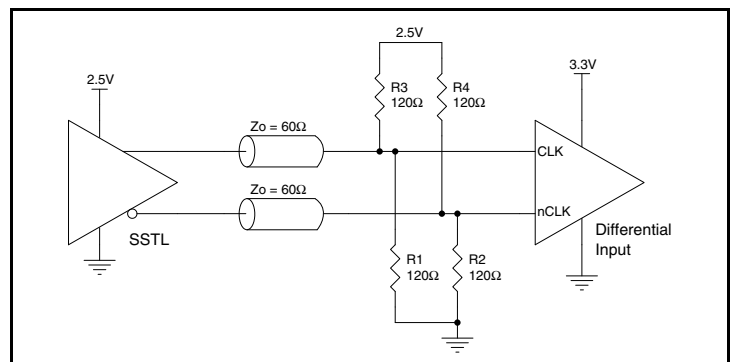 2.5V
2.5V
3.3V
R3
120Ω
R4
120Ω
Zo = 60Ω
CLK
Zo = 60Ω
nCLK
SSTL
Differential
Input
R1
120Ω
R2
120Ω